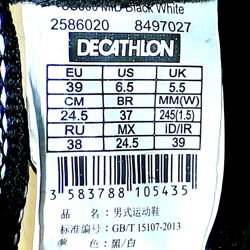 MID Black White
2586020 8497027
DECATHLON
EU US UK
39 6.5 5.5
CM BR MM(W)
24.5 37 245(1.5)
RU MX iD/IR
38 24.5 39
3 583788 105435
品名：男式运动鞋
标准编号：GB/T 15107-2013
颜色：黑/白